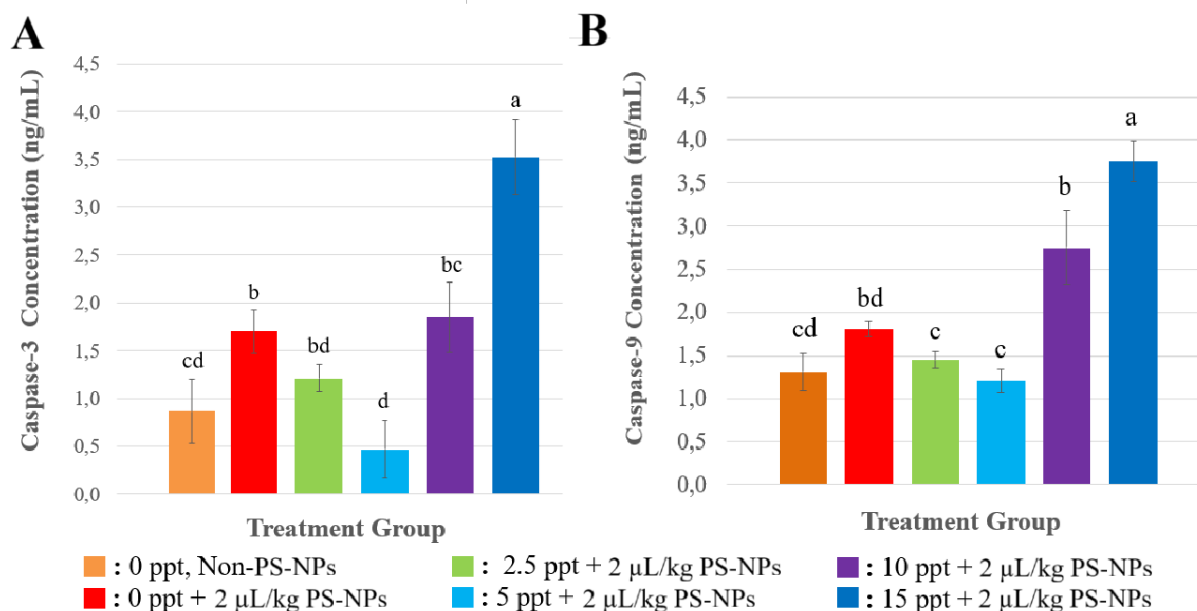 A
Caspase-3 Concentration (ng/mL)
4,5
4,0
3,5
3,0
2,5
2,0
1,5
1,0
0,5
0,0
cd
b
bd
d
bc
a
Treatment Group
B
Caspase-9 Concentration (ng/mL)
4,5
4,0
3,5
3,0
2,5
2,0
1,5
1,0
0,5
0,0
cd
bd
c
c
b
a
Treatment Group
: 0 ppt, Non-PS-NPs
: 2.5 ppt + 2 µL/kg PS-NPs
: 10 ppt + 2 µL/kg PS-NPs
: 0 ppt + 2 µL/kg PS-NPs
: 5 ppt + 2 µL/kg PS-NPs
: 15 ppt + 2 µL/kg PS-NPs